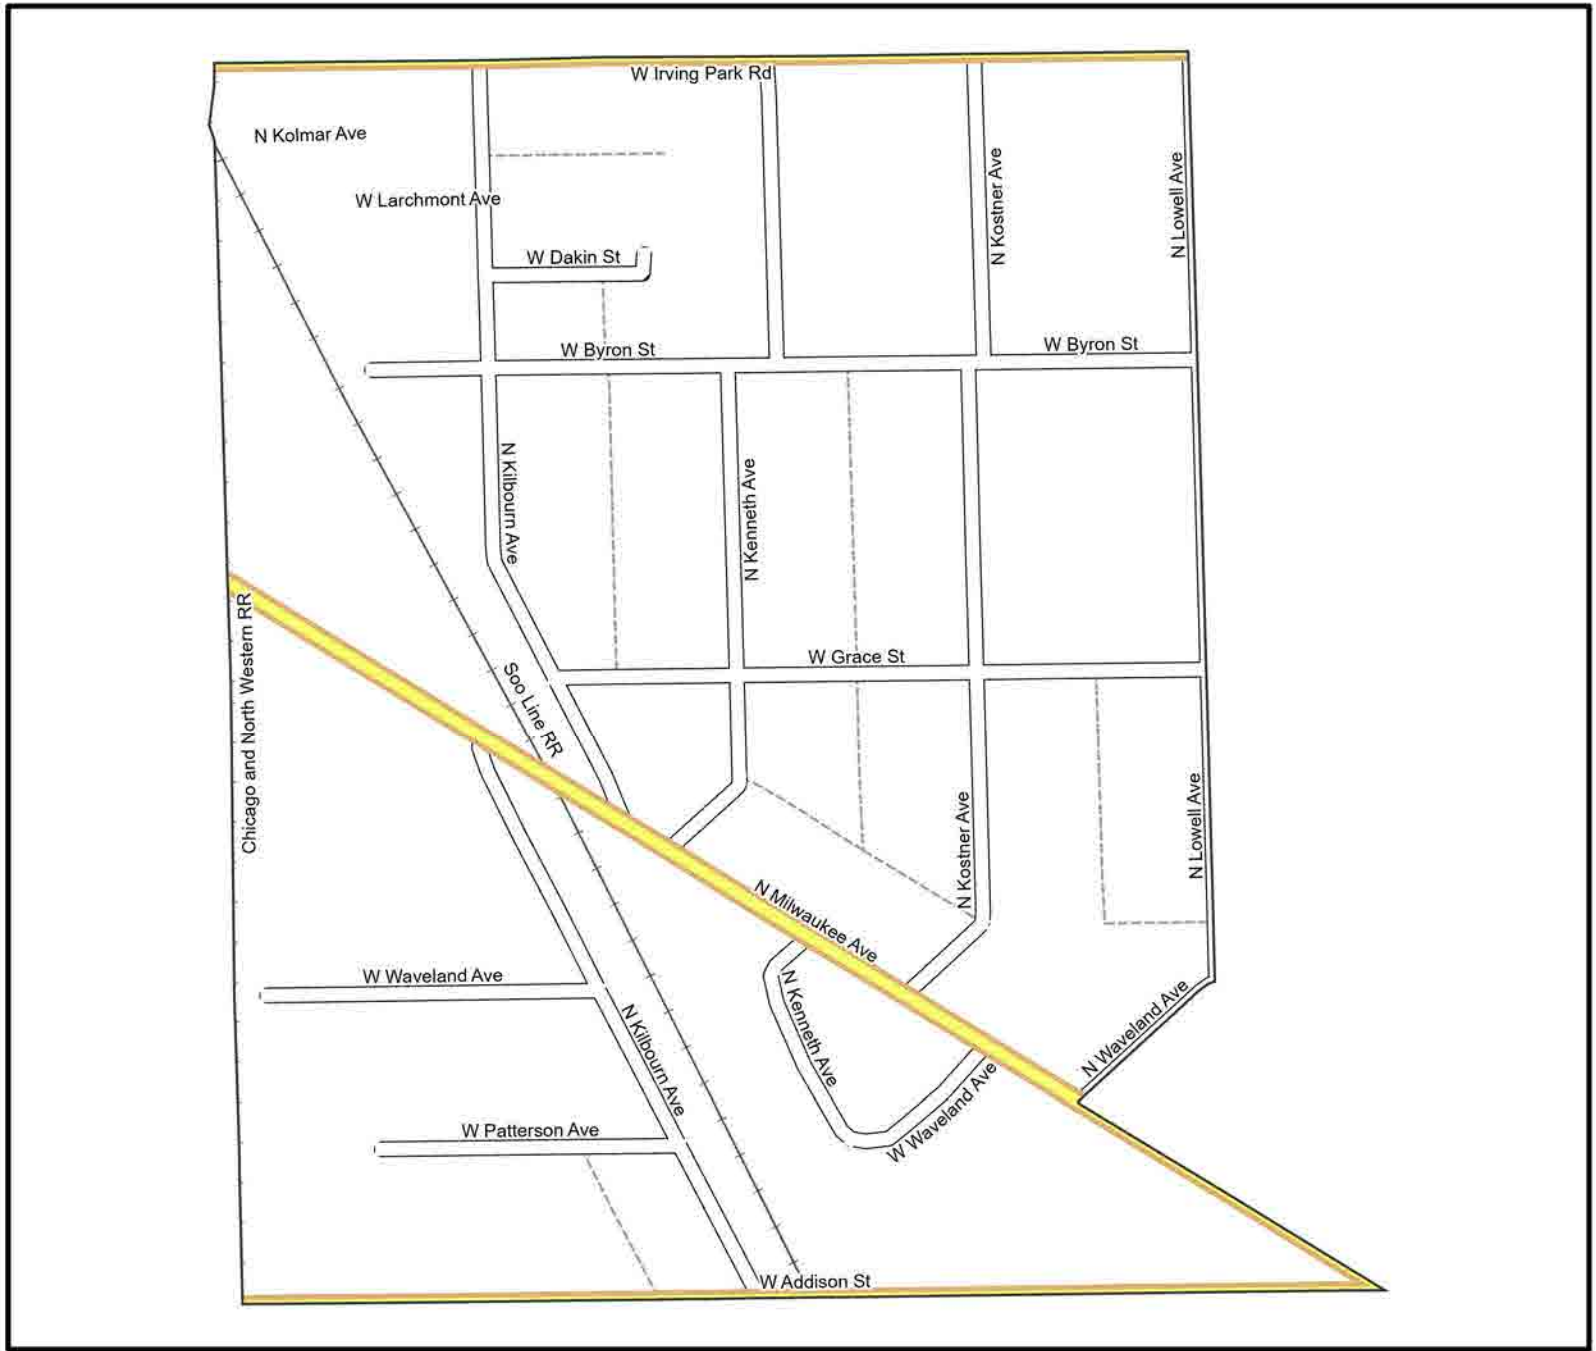 W Irving Park Rd
N Kolmar Ave
W Larchmont Ave
N Kostner Ave
N Lowell Ave
W Dakin St
W Byron St
W Byron St
N Kilbourn Ave
N Kenneth Ave
Chicago and North Western RR
W Grace St
Soo Line RR
N Kostner Ave
N Lowell Ave
N Milwaukee Ave
W Waveland Ave
N Kenneth Ave
N Waveland Ave
N Kilbourn Ave
W Waveland Ave
W Patterson Ave
W Addison St